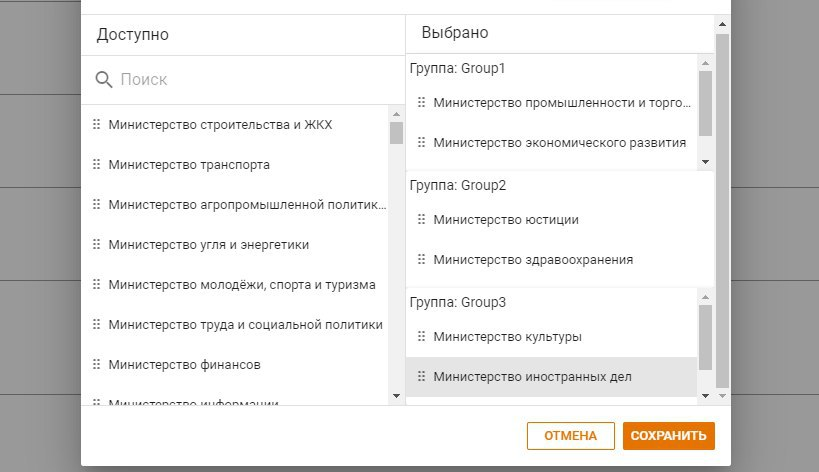 Доступно
Поиск
Министерство строительства и ЖКХ
Министерство транспорта
Министерство агропромышленной политик...
Министерство угля и энергетики
Министерство молодёжи, спорта и туризма
Министерство труда и социальной политики
Министерство финансов
Министерство информации
Выбрано
Группа: Group1
Министерство промышленности и торго...
Министерство экономического развития
Группа: Group2
Министерство юстиции
Министерство здравоохранения
Группа: Group3
Министерство культуры
Министерство иностранных дел
ОТМЕНА
СОХРАНИТЬ